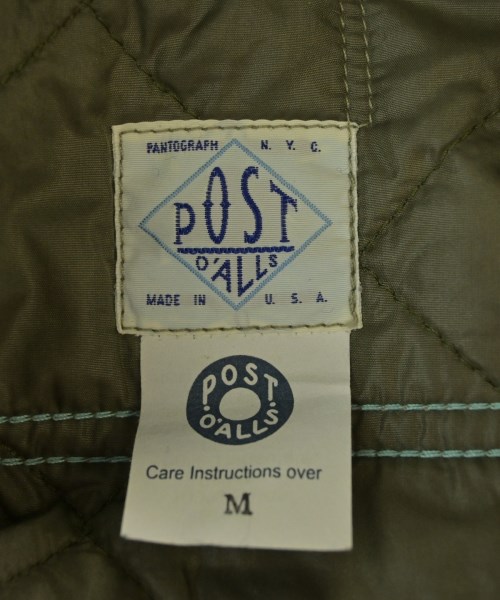 PANTOGRAPH N. Y. C.
POST
O'ALLS
MADE IN U. S. A.
POST
O'ALLS
Care Instructions over
M